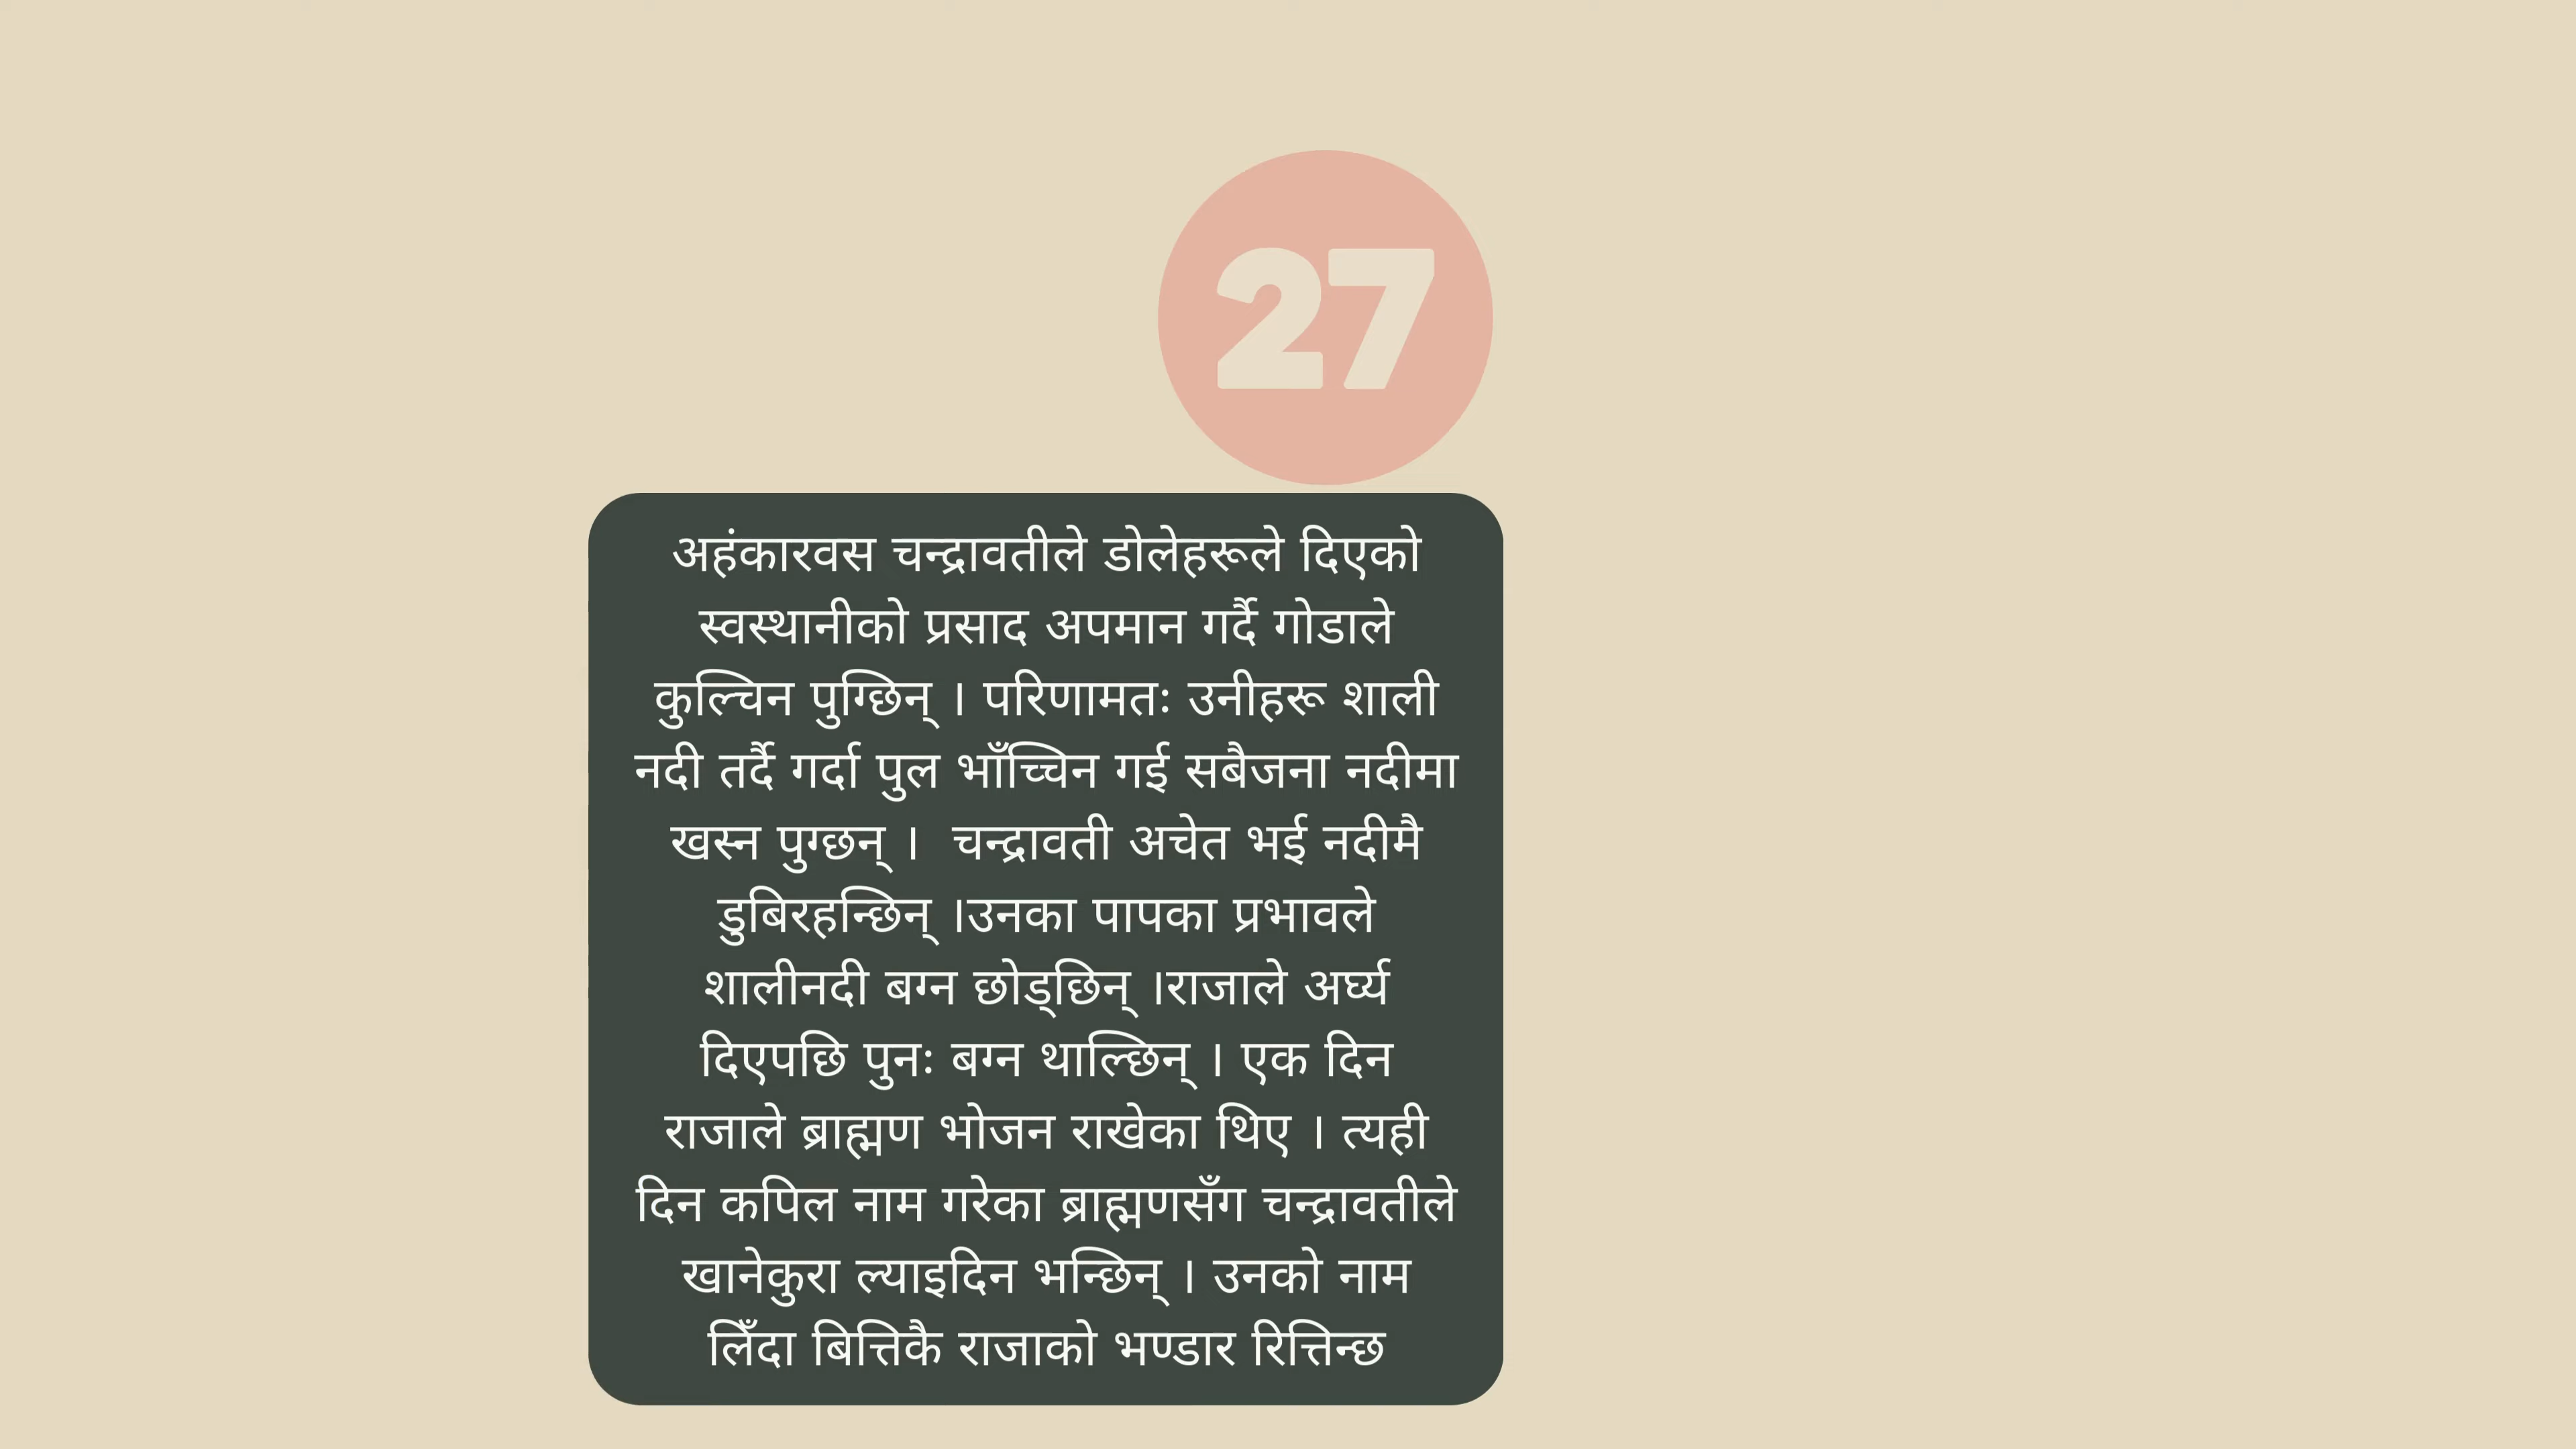 27
अहंकारवस चन्द्रावतीले डोलेहरूले दिएको
स्वस्थानीको प्रसाद अपमान गर्दै गोडाले
कुल्चिन पुग्छिन् । परिणामतः उनीहरू शाली
नदी तर्दै गर्दा पुल भाँच्चिन गई सबैजना नदीमा
खस्न पुग्छन् ।  चन्द्रावती अचेत भई नदीमै
डुबिरहन्छिन् ।उनका पापका प्रभावले
शालीनदी बग्न छोड्छिन् ।राजाले अर्घ्य
दिएपछि पुनः बग्न थाल्छिन् । एक दिन
राजाले ब्राह्मण भोजन राखेका थिए । त्यही
दिन कपिल नाम गरेका ब्राह्मणसँग चन्द्रावतीले
खानेकुरा ल्याइदिन भन्छिन् । उनको नाम
लिँदा बित्तिकै राजाको भण्डार रित्तिन्छ